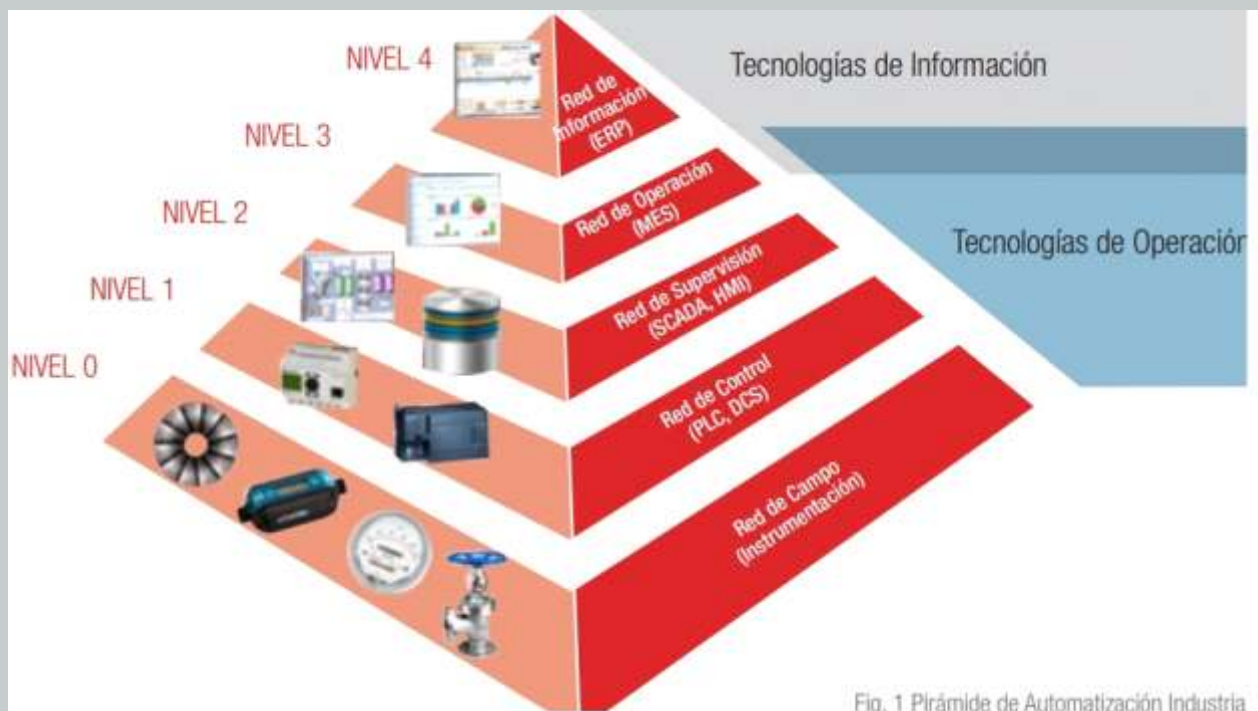 NIVEL 4
NIVEL 3
NIVEL 2
NIVEL 1
NIVEL 0
Red de
Información
(ERP)
Red de Operación
(MES)
Red de Supervisión
(SCADA, HMI)
Red de Control
(PLC, DCS)
Red de Campo
(Instrumentación)
Tecnologías de Información
Tecnologías de Operación
Fig. 1 Pirámide de Automatización Industria